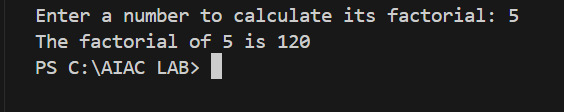 Enter a number to calculate its factorial: 5
The factorial of 5 is 120
PS C:\AIAC LAB>